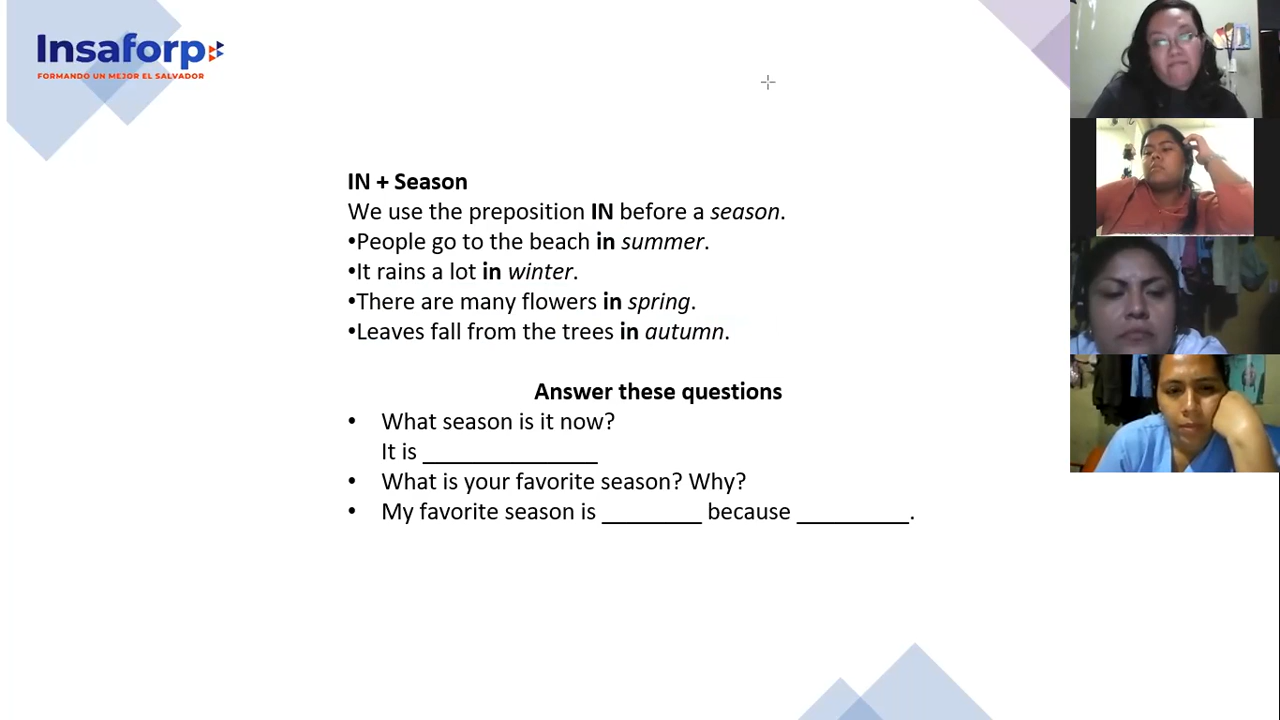 Insaforp
FORMANDO UN MEJOR EL SALVADOR
IN + Season
We use the preposition IN before a season.
•People go to the beach in summer.
•It rains a lot in winter.
•There are many flowers in spring.
•Leaves fall from the trees in autumn.
Answer these questions
• What season is it now?
It is ______________
• What is your favorite season? Why?
• My favorite season is ________ because _________.